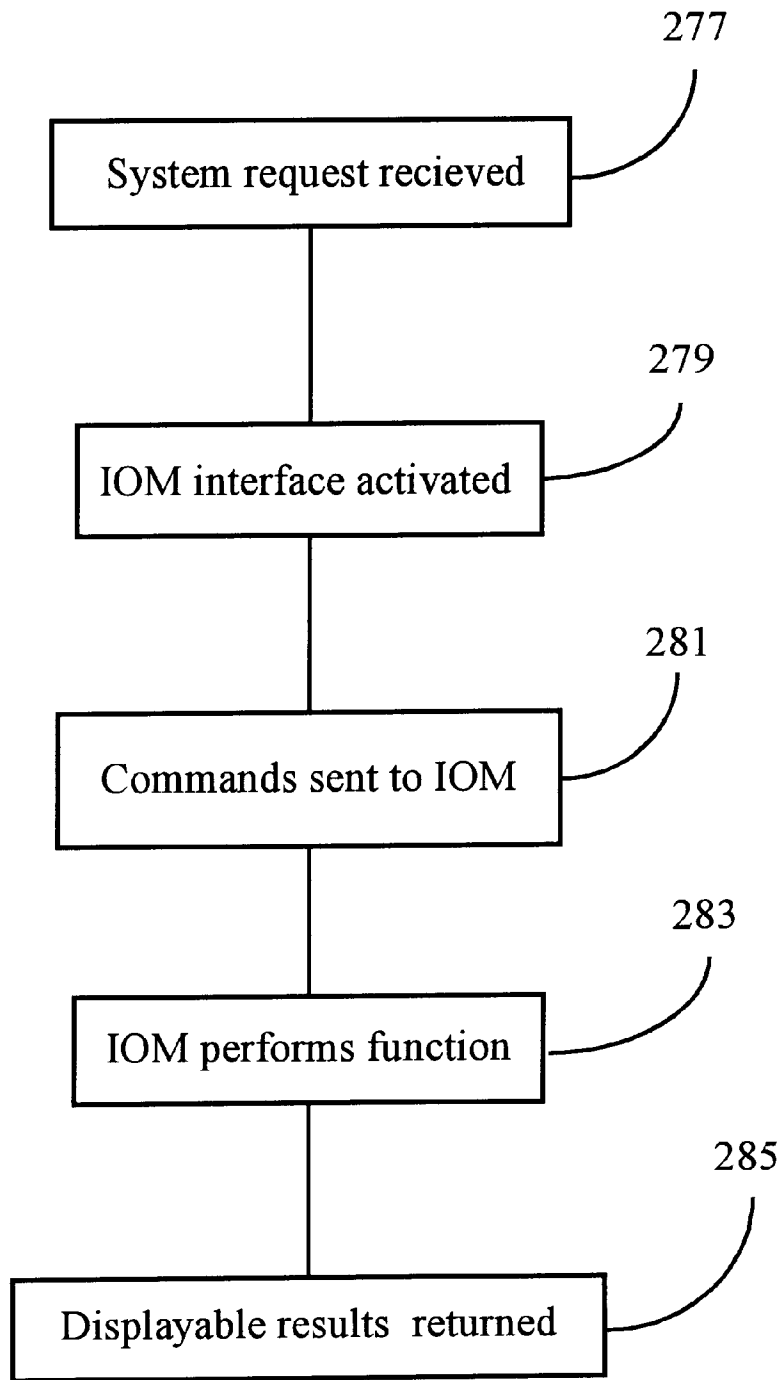 277
System request recieved
279
IOM interface activated
281
Commands sent to IOM
283
IOM performs function
285
Displayable results returned